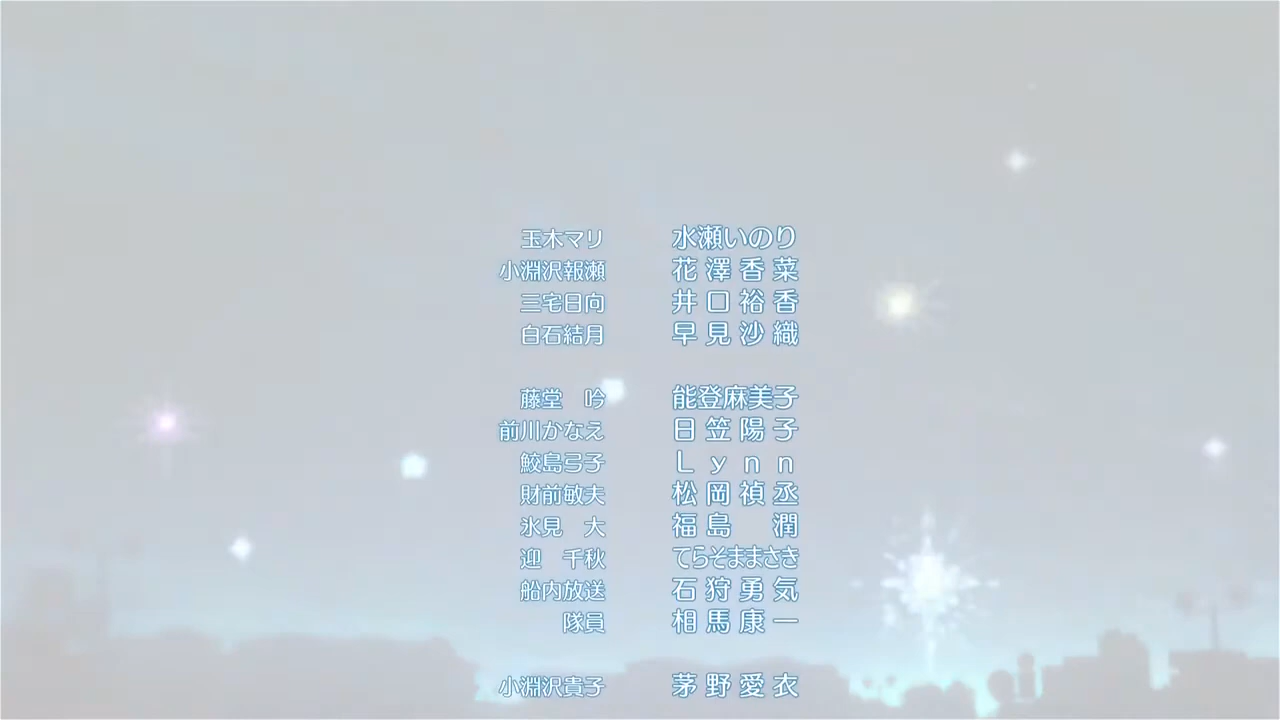 玉木マリ 水瀬いのり
小淵沢報瀬 花澤香菜
三宅日向 井口裕香
白石結月 早見沙織
藤堂 吟 能登麻美子
前川かなえ 日笠陽子
鮫島弓子 Lynn
財前敏夫 松岡禎丞
氷見 大 福島 潤
迎 千秋 てらそままさき
船内放送 石狩勇気
隊員 相馬康一
小淵沢貴子 茅野愛衣